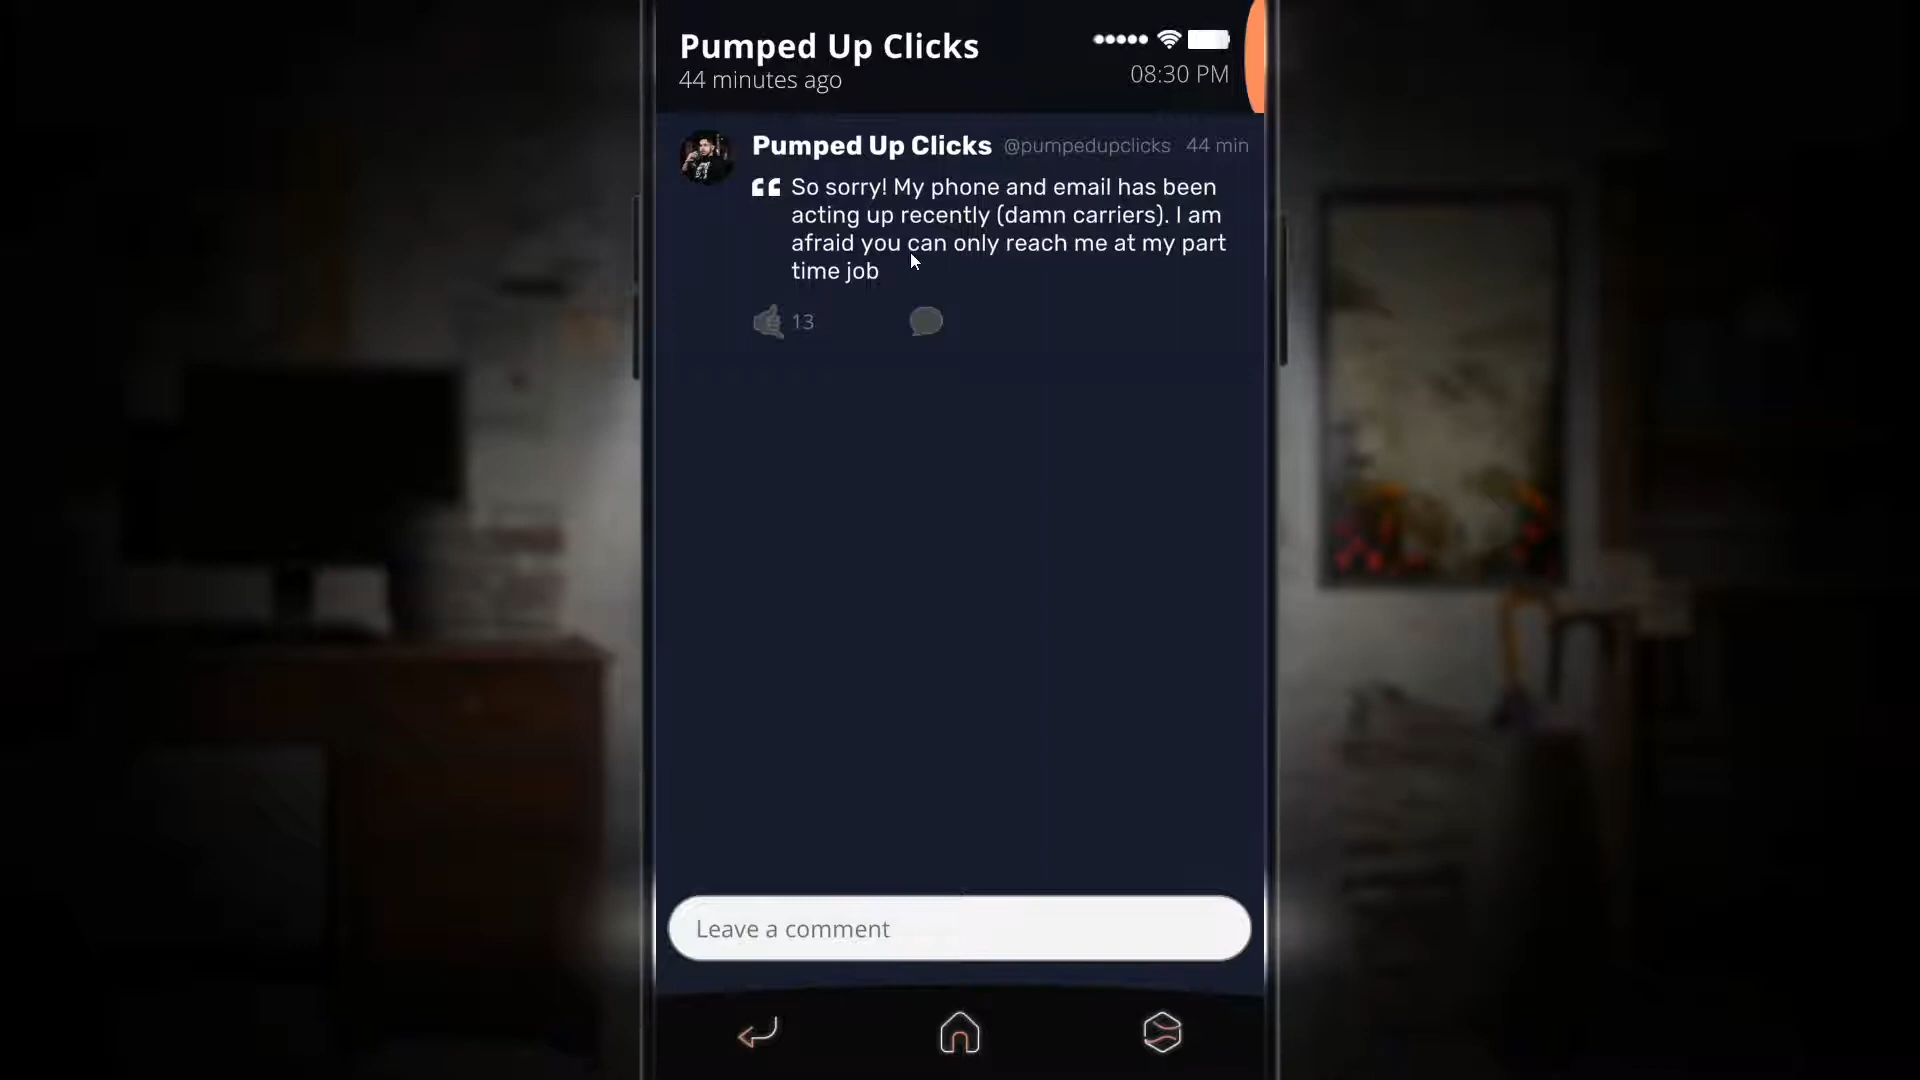 Pumped Up Clicks
44 minutes ago
08:30 PM
Pumped Up Clicks @pumpedupclicks 44 min
So sorry! My phone and email has been
acting up recently (damn carriers). I am
afraid you can only reach me at my part
time job
13
Leave a comment